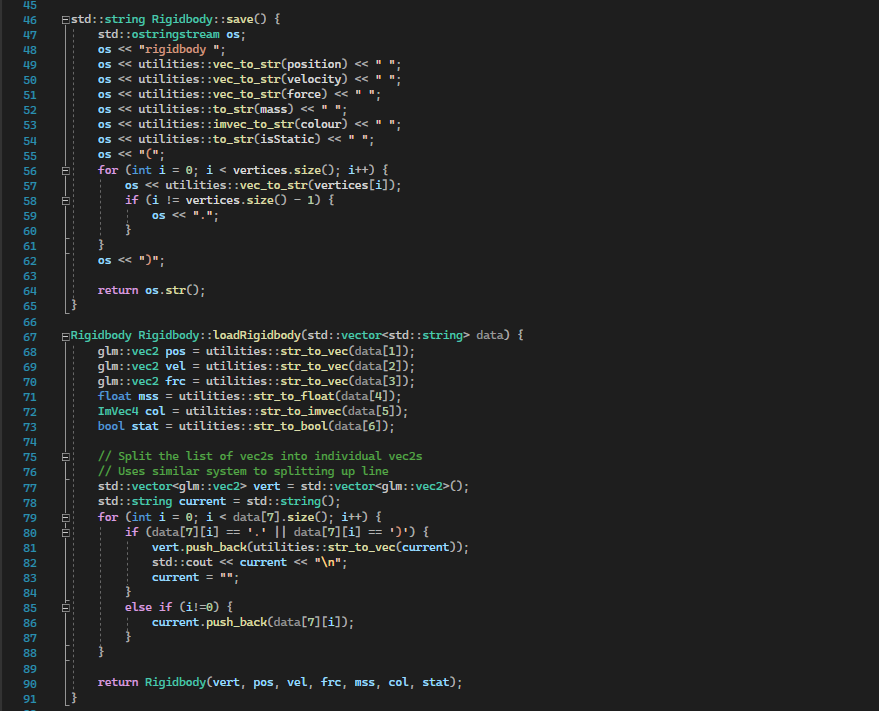 45
46 std::string Rigidbody::save() {
47 std::ostringstream os;
48 os << "rigidbody ";
49 os << utilities::vec_to_str(position) << " ";
50 os << utilities::vec_to_str(velocity) << " ";
51 os << utilities::vec_to_str(force) << " ";
52 os << utilities::to_str(mass) << " ";
53 os << utilities::imvec_to_str(colour) << " ";
54 os << utilities::to_str(isStatic) << " ";
55 os << "(";
56 for (int i = 0; i < vertices.size(); i++) {
57 os << utilities::vec_to_str(vertices[i]);
58 if (i != vertices.size() - 1) {
59 os << ".";
60 }
61 }
62 os << ")";
63
64 return os.str();
65 }
66
67 Rigidbody Rigidbody::loadRigidbody(std::vector<std::string> data) {
68 glm::vec2 pos = utilities::str_to_vec(data[1]);
69 glm::vec2 vel = utilities::str_to_vec(data[2]);
70 glm::vec2 frc = utilities::str_to_vec(data[3]);
71 float mss = utilities::str_to_float(data[4]);
72 ImVec4 col = utilities::str_to_imvec(data[5]);
73 bool stat = utilities::str_to_bool(data[6]);
74
75 // Split the list of vec2s into individual vec2s
76 // Uses similar system to splitting up line
77 std::vector<glm::vec2> vert = std::vector<glm::vec2>();
78 std::string current = std::string();
79 for (int i = 0; i < data[7].size(); i++) {
80 if (data[7][i] == '.' || data[7][i] == ')') {
81 vert.push_back(utilities::str_to_vec(current));
82 std::cout << current << "\n";
83 current = "";
84 }
85 else if (i!=0) {
86 current.push_back(data[7][i]);
87 }
88 }
89
90 return Rigidbody(vert, pos, vel, frc, mss, col, stat);
91 }